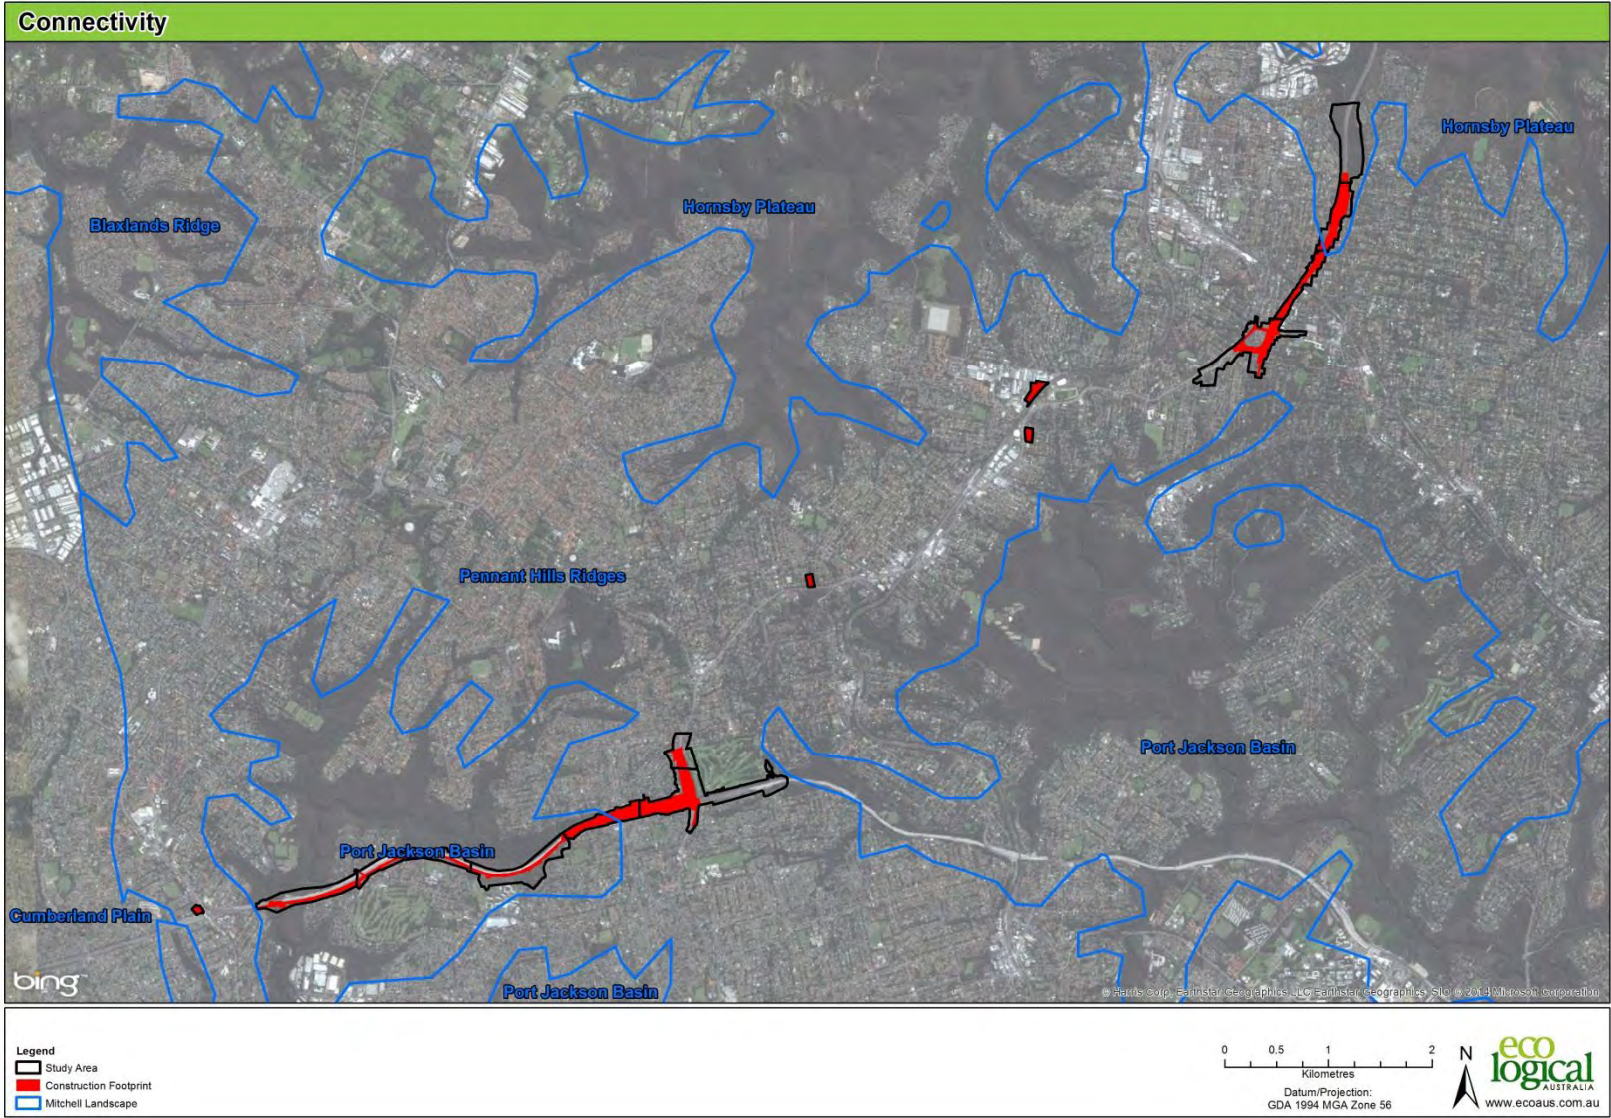 Connectivity
Hornsby Plateau
Hornsby Plateau
Blaxlands Ridge
Pennant Hills Ridges
Port Jackson Basin
Port Jackson Basin
Cumberland Plain
Port Jackson Basin
bing™
© Harris Corp, Earthstar Geographics LLC Earthstar Geographics SIO © 2014 Microsoft Corporation
Legend
Study Area
Construction Footprint
Mitchell Landscape
0 0.5 1 2
Kilometres
Datum/Projection:
GDA 1994 MGA Zone 56
N
eco
logical
AUSTRALIA
www.ecoaus.com.au